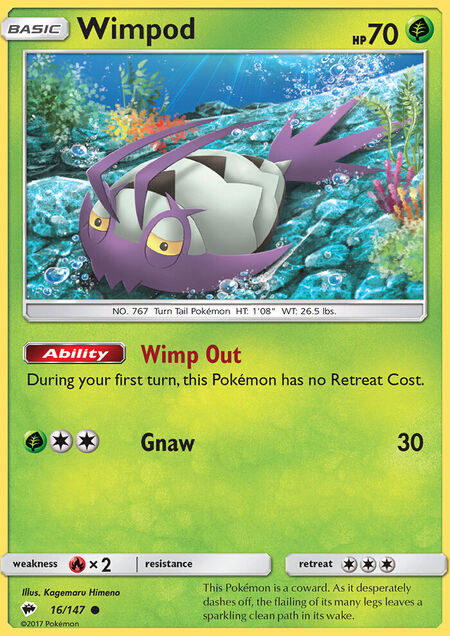 BASIC Wimpod HP 70
NO. 767 Turn Tail Pokémon HT: 1'08" WT: 26.5 lbs.
Ability Wimp Out
During your first turn, this Pokémon has no Retreat Cost.
Gnaw 30
weakness × 2 resistance retreat
Illus. Kagemaru Himeno
16/147
©2017 Pokémon
This Pokémon is a coward. As it desperately
dashes off, the flailing of its many legs leaves a
sparkling clean path in its wake.